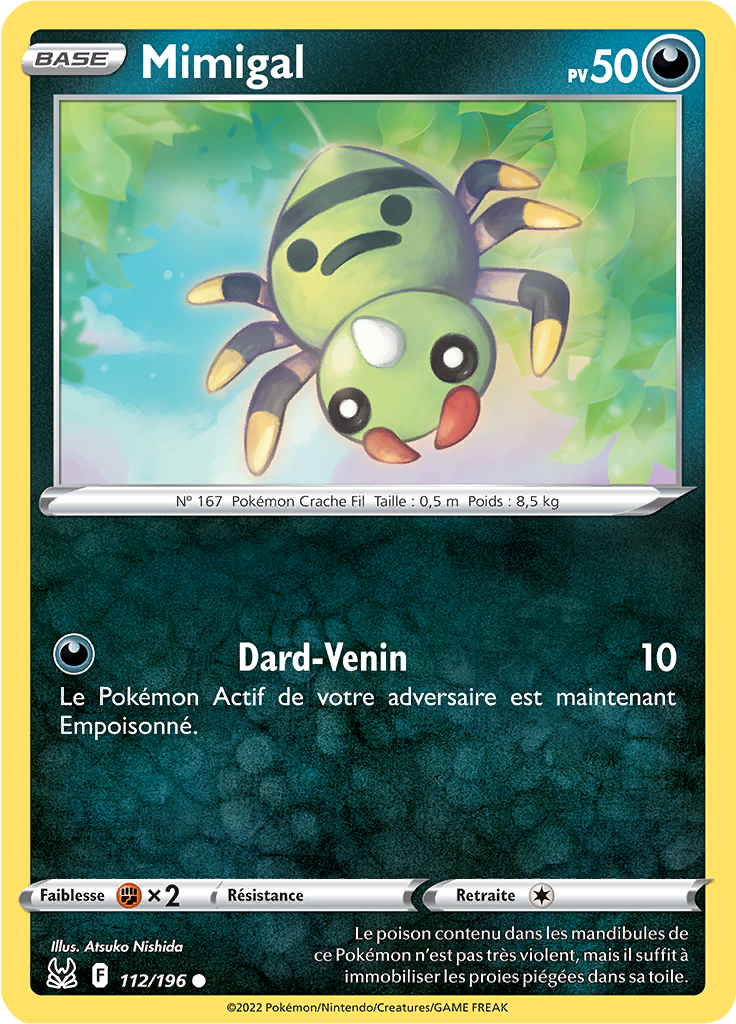 BASE Mimigal PV 50
N° 167 Pokémon Crache Fil Taille : 0,5 m Poids : 8,5 kg
Dard-Venin 10
Le Pokémon Actif de votre adversaire est maintenant
Empoisonné.
Faiblesse ×2 Résistance Retraite
Illus. Atsuko Nishida
Le poison contenu dans les mandibules de
ce Pokémon n'est pas très violent, mais il suffit à
immobiliser les proies piégées dans sa toile.
F 112/196
©2022 Pokémon/Nintendo/Creatures/GAME FREAK